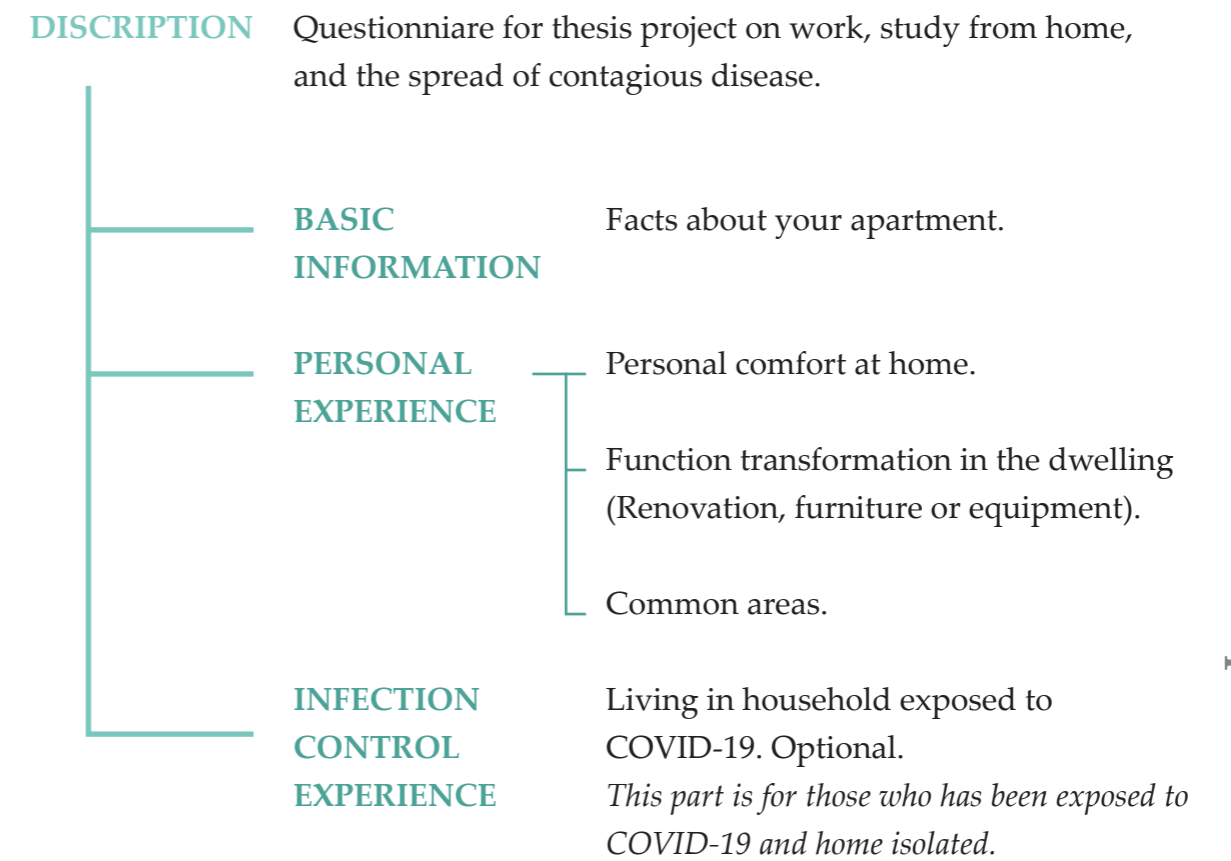 DISCRIPTION Questionniare for thesis project on work, study from home,
and the spread of contagious disease.
BASIC Facts about your apartment.
INFORMATION
PERSONAL Personal comfort at home.
EXPERIENCE
Function transformation in the dwelling
(Renovation, furniture or equipment).
Common areas.
INFECTION Living in household exposed to
CONTROL COVID-19. Optional.
EXPERIENCE This part is for those who has been exposed to
COVID-19 and home isolated.